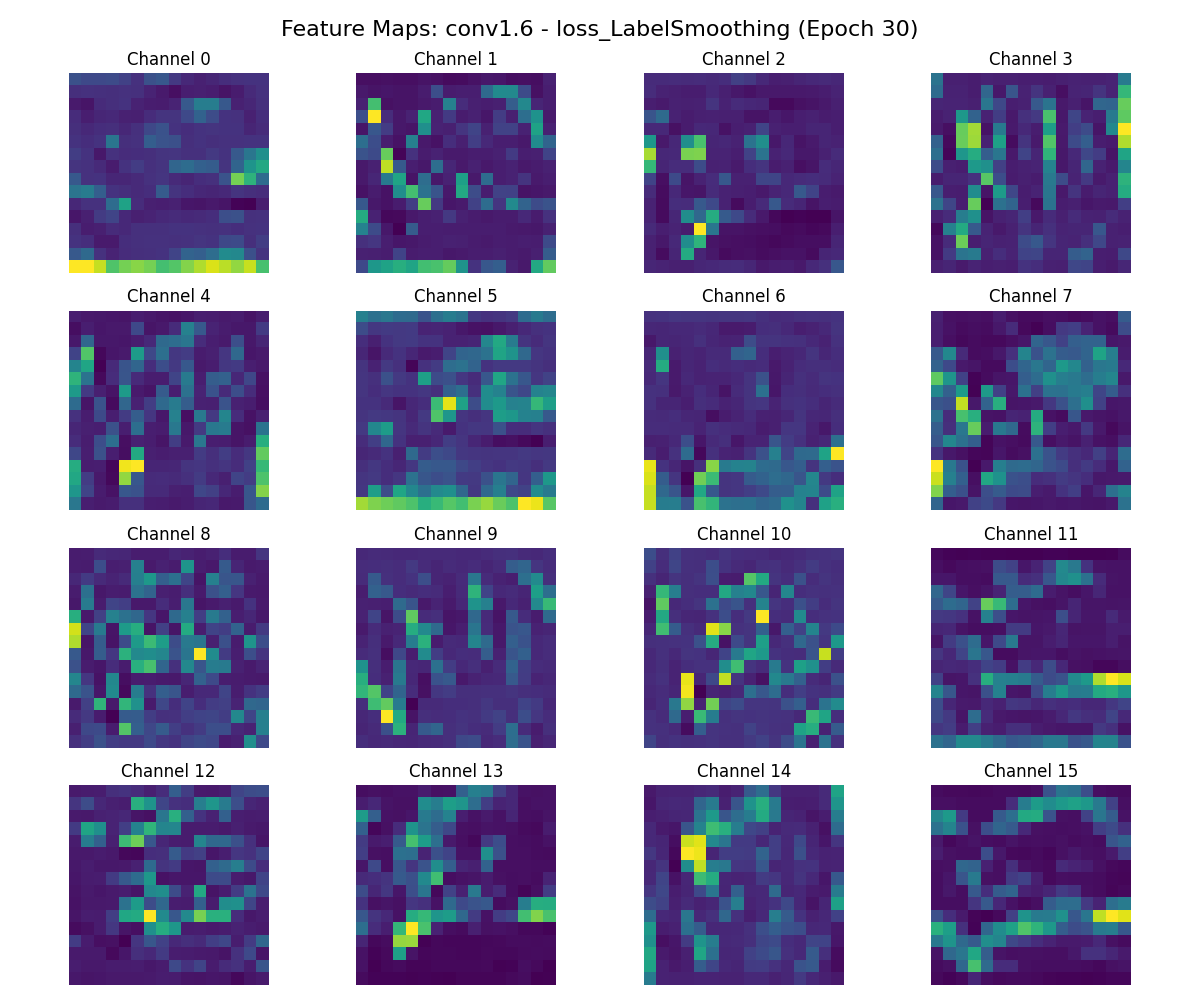 Feature Maps: conv1.6 - loss_LabelSmoothing (Epoch 30)
Channel 0
Channel 1
Channel 2
Channel 3
Channel 4
Channel 5
Channel 6
Channel 7
Channel 8
Channel 9
Channel 10
Channel 11
Channel 12
Channel 13
Channel 14
Channel 15